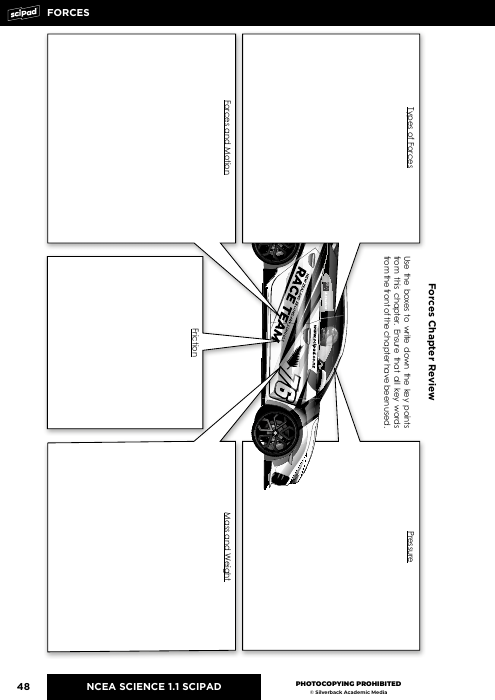 scipad
FORCES
Forces Chapter Review
Use the boxes to write down the key points
from this chapter. Ensure that all key words
from the front of the chapter have been used.
Types of Forces
Pressure
Forces and Motion
Friction
Mass and Weight
RACE TEAM
76
48
NCEA SCIENCE 1.1 SCIPAD
PHOTOCOPYING PROHIBITED
© Silverback Academic Media